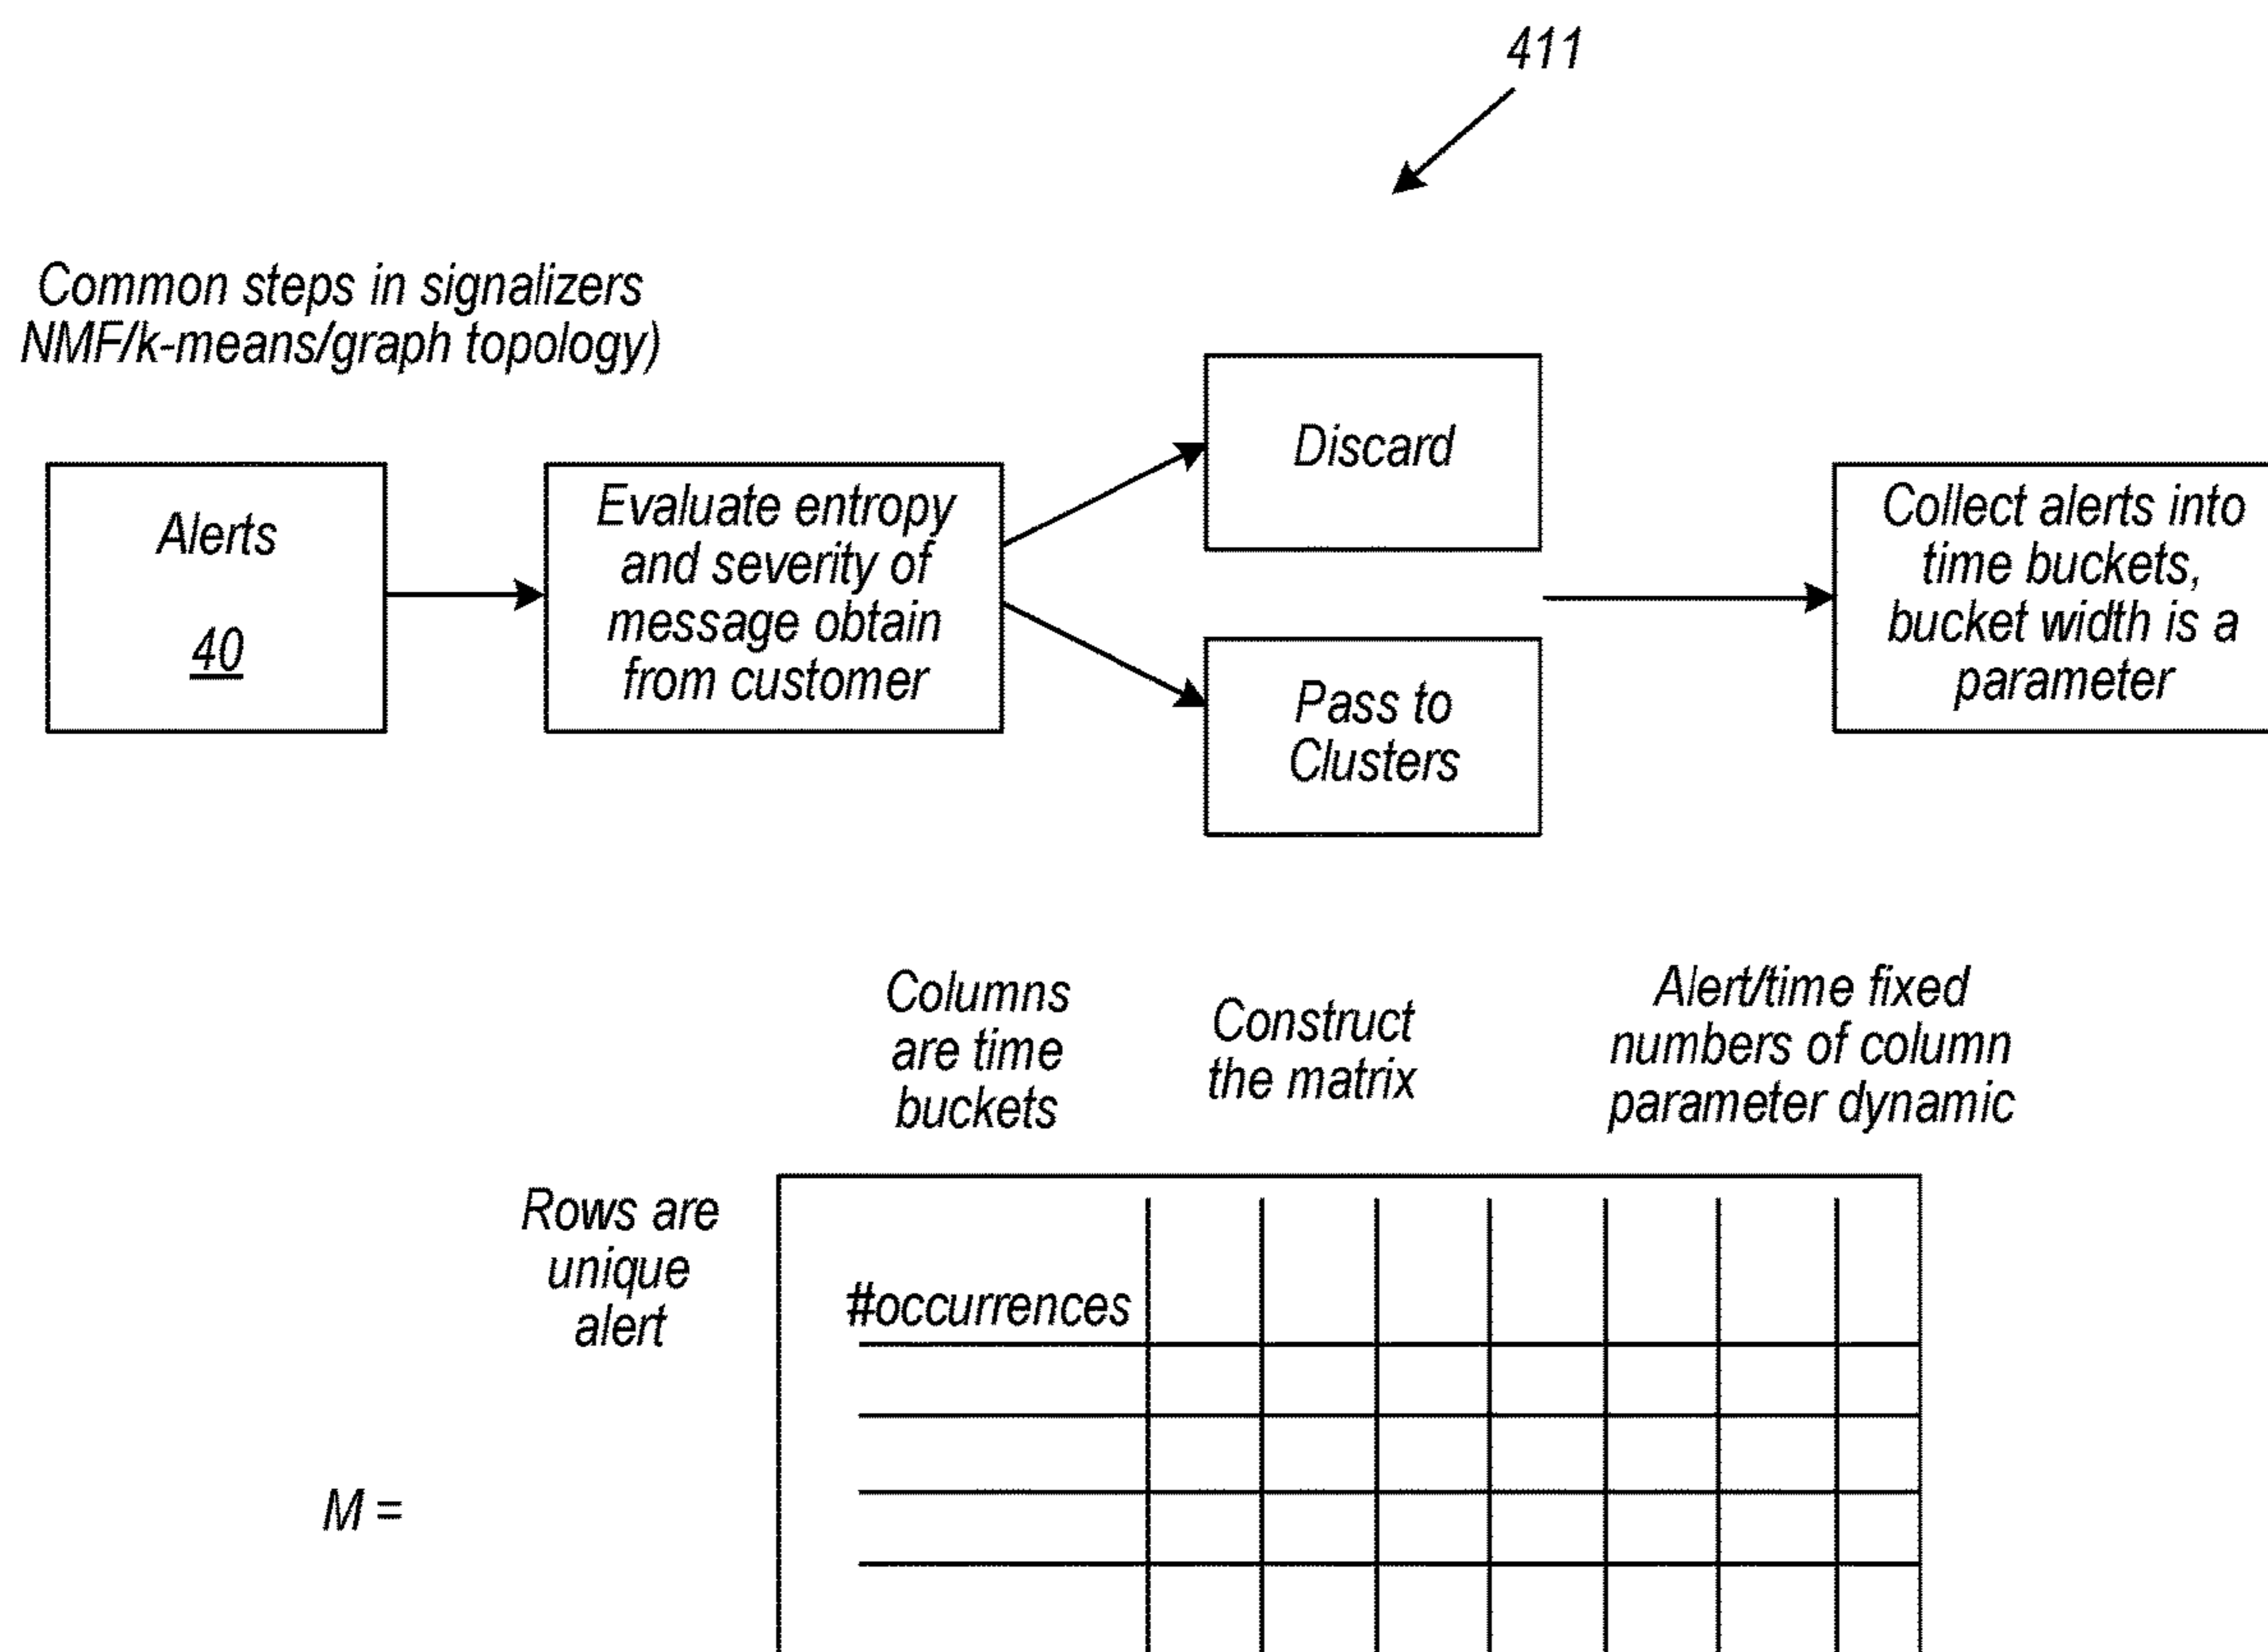 411
Common steps in signalizers
NMF/k-means/graph topology)
Alerts
40
Evaluate entropy
and severity of
message obtain
from customer
Discard
Pass to
Clusters
Collect alerts into
time buckets,
bucket width is a
parameter
Columns
are time
buckets
Construct
the matrix
Alert/time fixed
numbers of column
parameter dynamic
Rows are
unique
alert
#occurrences
M =